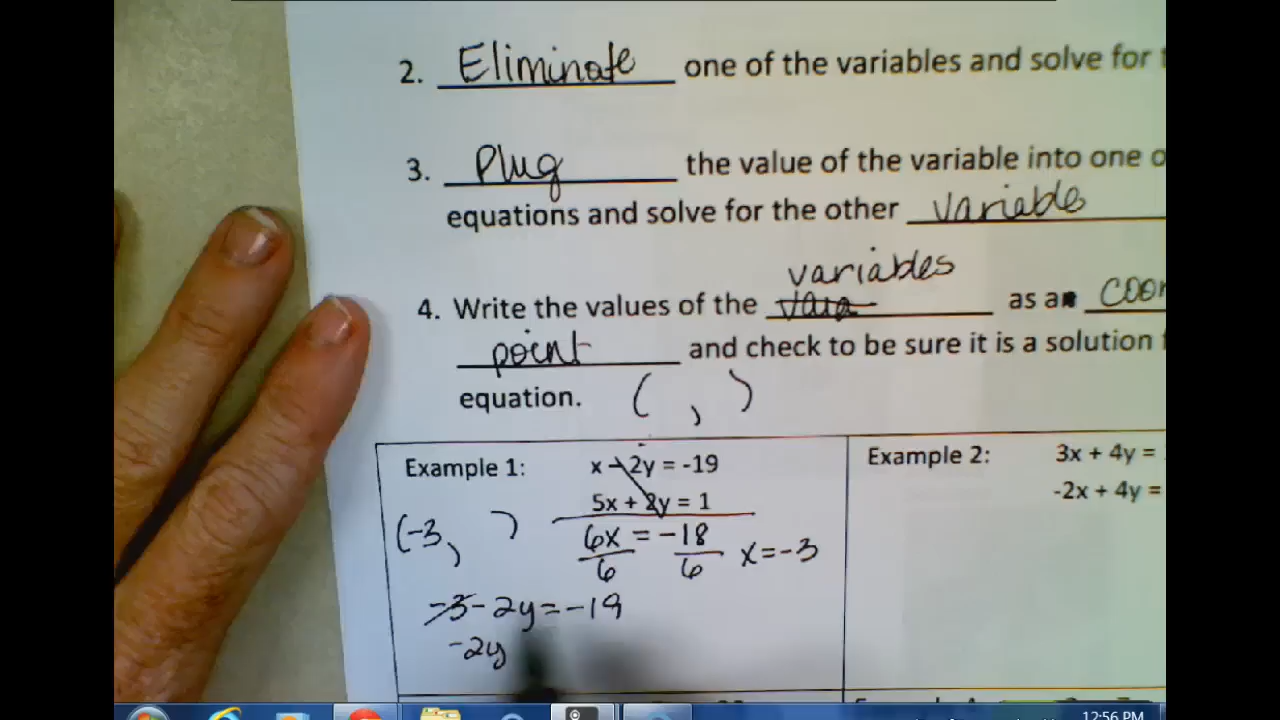 2. Eliminate one of the variables and solve for
3. Plug the value of the variable into one
equations and solve for the other variable
variables
4. Write the values of the as a
point and check to be sure it is a solution
equation. ( , )
Example 1: x - 2y = -19
5x + 2y = 1
(-3, )
6x = -18
6 6 x = -3
-3 - 2y = -19
-2y
Example 2: 3x + 4y =
-2x + 4y =
12:56 PM